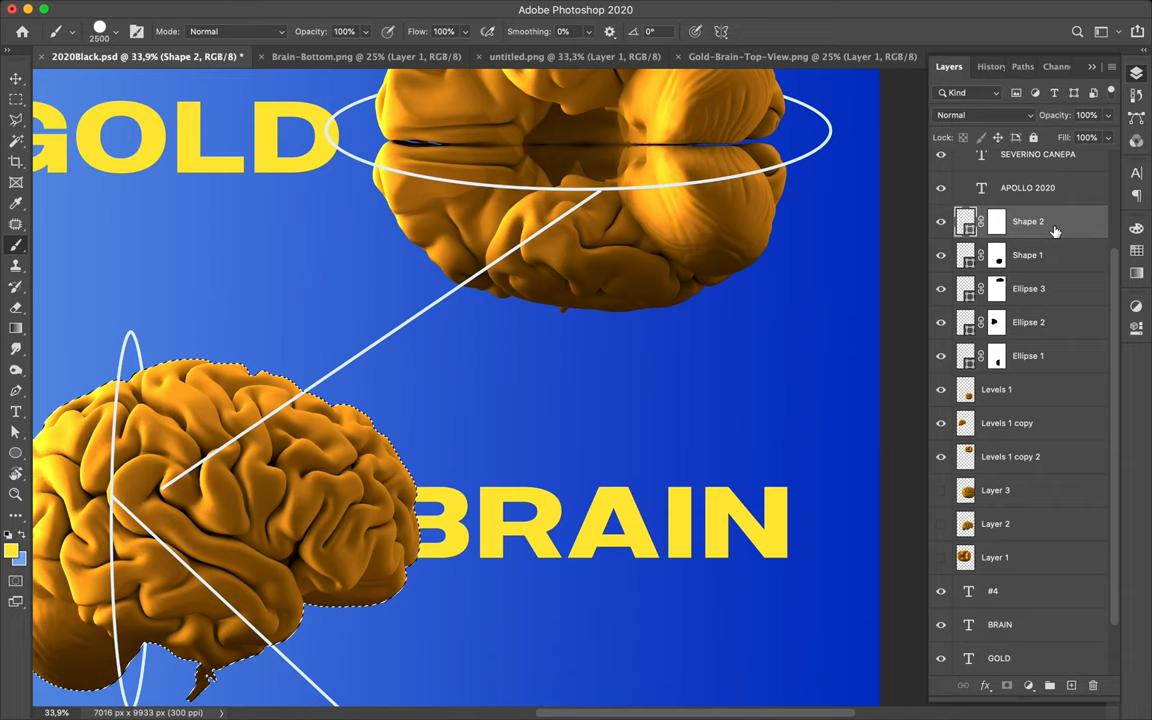 Adobe Photoshop 2020
2500
Mode: Normal
Opacity: 100%
Flow: 100%
Smoothing: 0%
0°
2020Black.psd @ 33,9% (Shape 2, RGB/8) *
Brain-Bottom.png @ 25% (Layer 1, RGB/8)
untitled.png @ 33,3% (Layer 1, RGB/8)
Gold-Brain-Top-View.png @ 25% (Layer 1, RGB/8)
Layers
History
Paths
Chann
Kind
Normal
Opacity: 100%
Lock:
Fill: 100%
SEVERINO CANEPA
APOLLO 2020
Shape 2
Shape 1
Ellipse 3
Ellipse 2
Ellipse 1
Levels 1
Levels 1 copy
Levels 1 copy 2
Layer 3
Layer 2
Layer 1
#4
BRAIN
GOLD
GOLD
BRAIN
33,9%
7016 px x 9933 px (300 ppi)